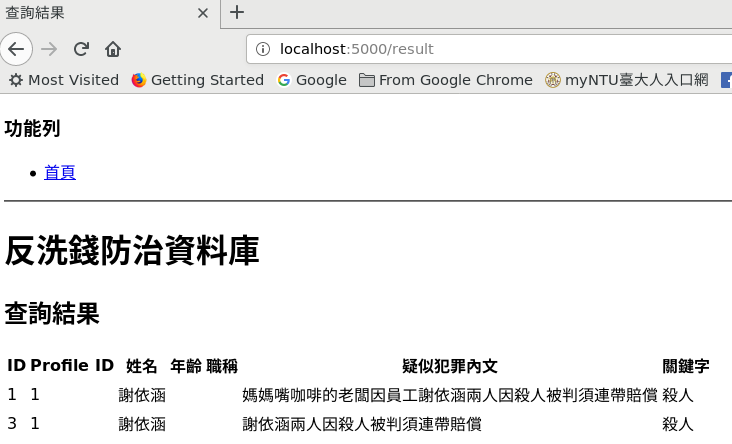 查詢結果
localhost:5000/result
Most Visited Getting Started Google From Google Chrome myNTU臺大人入口網
功能列
首頁
反洗錢防治資料庫
查詢結果
ID Profile ID 姓名 年齡 職稱 疑似犯罪內文 關鍵字
1 1 謝依涵 媽媽嘴咖啡的老闆因員工謝依涵兩人因殺人被判須連帶賠償 殺人
3 1 謝依涵 謝依涵兩人因殺人被判須連帶賠償 殺人